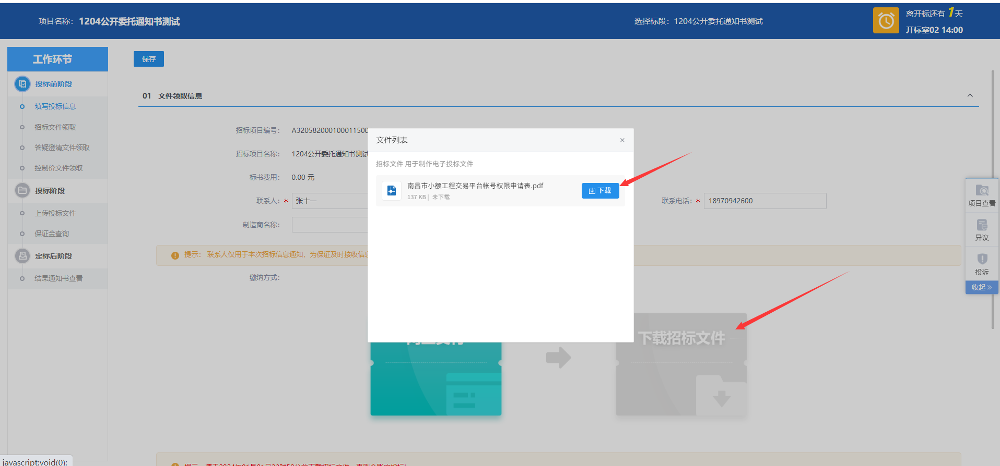 项目名称：1204公开委托通知书测试
选择标段：1204公开委托通知书测试
离开标还有 1天
开标室02 14:00
工作环节
投标前阶段
填写投标信息
招标文件领取
答疑澄清文件领取
控制价文件领取
投标阶段
上传投标文件
保证金查询
定标后阶段
结果通知书查看
保存
01 文件领取信息
招标项目编号： A3205820001000115001
招标项目名称： 1204公开委托通知书测试
标书费用： 0.00 元
联系人：* 张十一
联系电话：* 18970942600
制造商名称：
提示： 联系人仅用于本次招标信息通知，为保证及时接收信息
缴纳方式：
文件列表 ×
招标文件 用于制作电子投标文件
南昌市小额工程交易平台帐号权限申请表.pdf
137 KB | 未下载
下载
下载招标文件
项目查看
异议
投诉
收起 »
javascript:void(0);